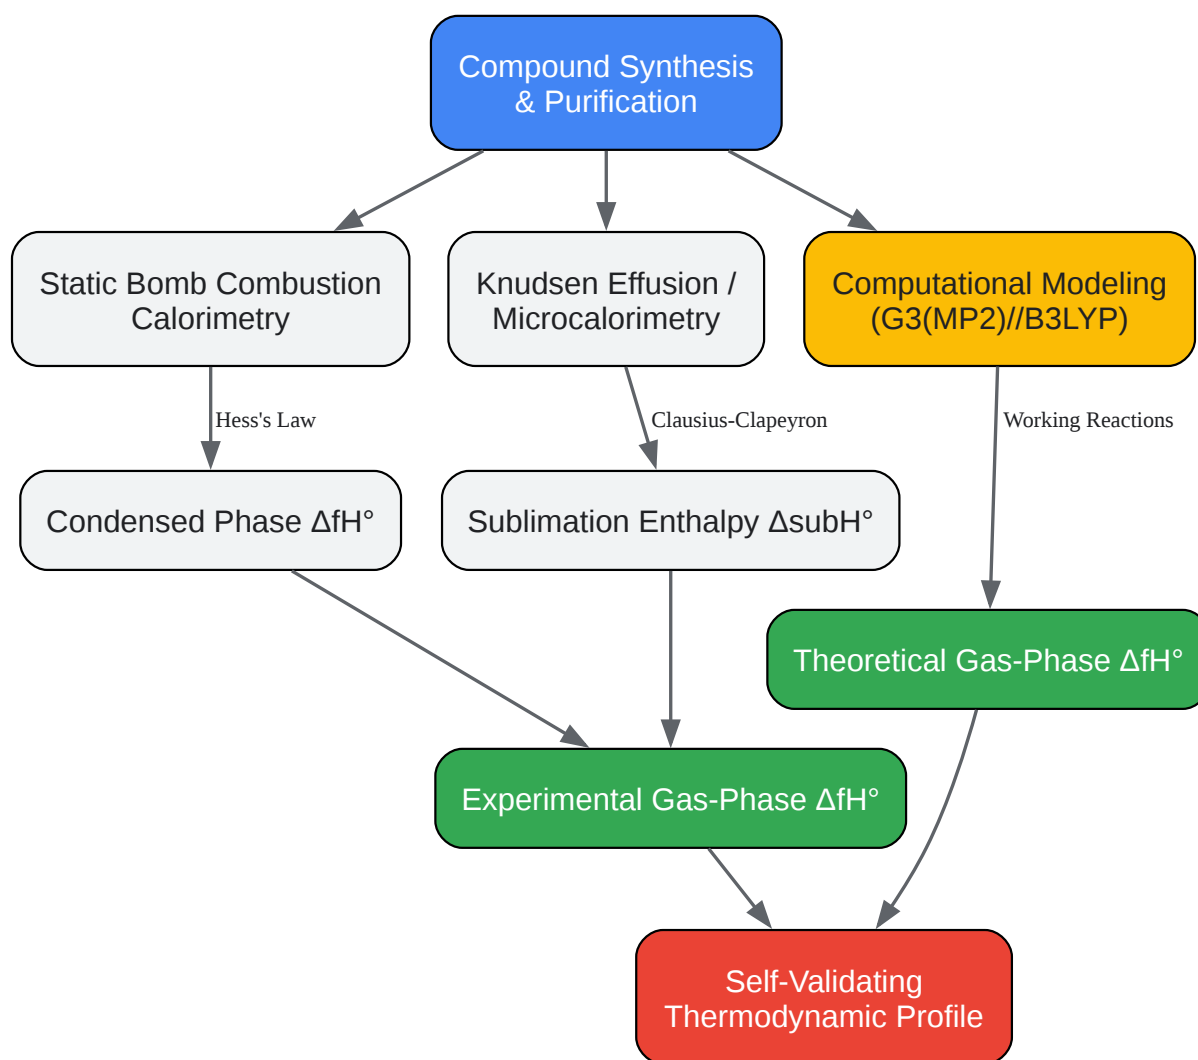 Compound Synthesis
& Purification
Static Bomb Combustion
Calorimetry
Knudsen Effusion /
Microcalorimetry
Computational Modeling
(G3(MP2)//B3LYP)
Hess's Law
Clausius-Clapeyron
Working Reactions
Condensed Phase ΔfH°
Sublimation Enthalpy ΔsubH°
Theoretical Gas-Phase ΔfH°
Experimental Gas-Phase ΔfH°
Self-Validating
Thermodynamic Profile